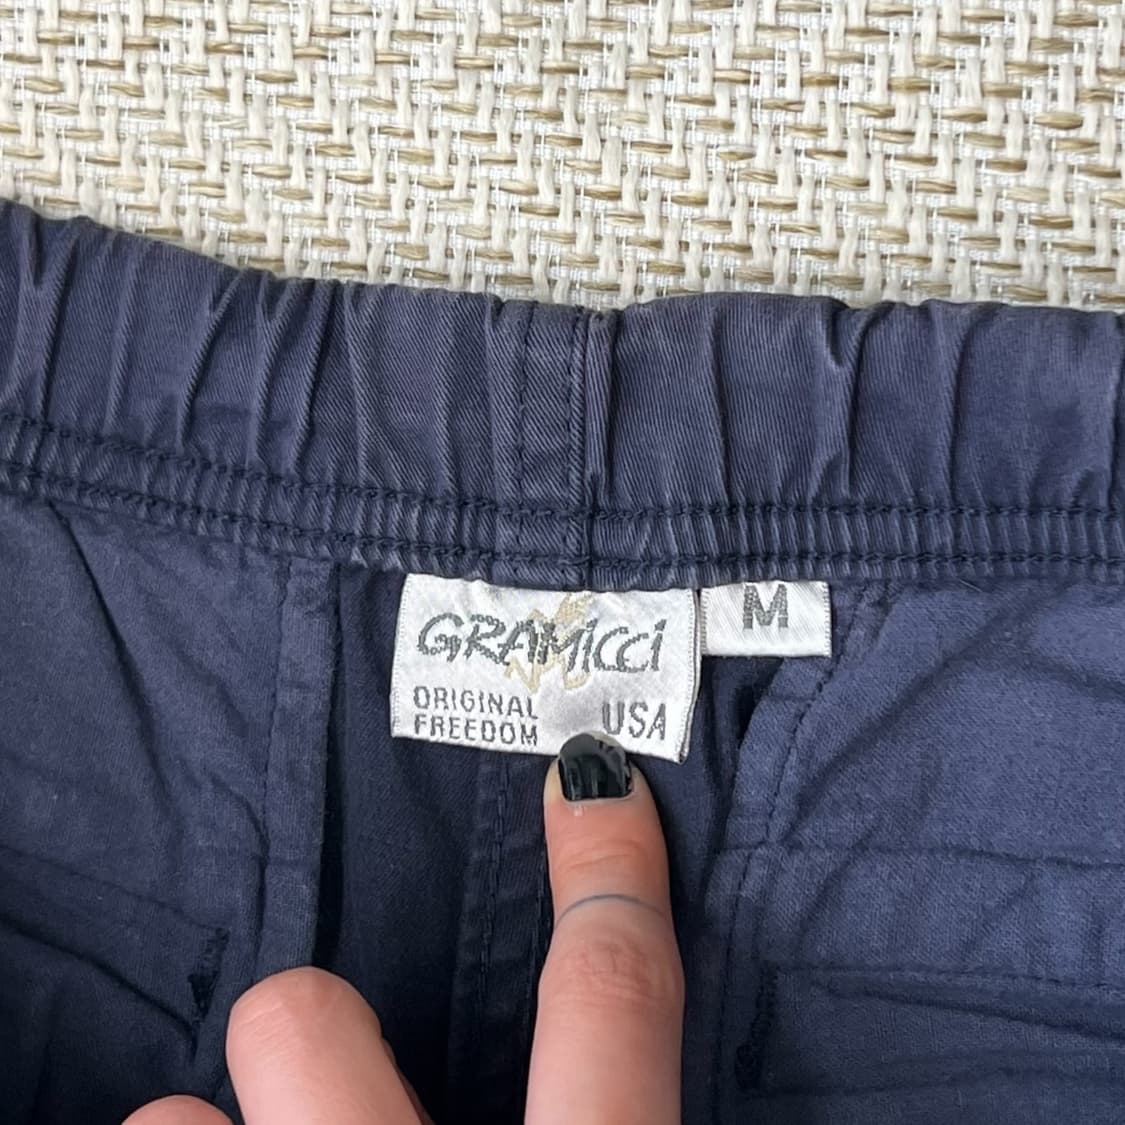 GRAMicci
ORIGINAL
FREEDOM
USA
M